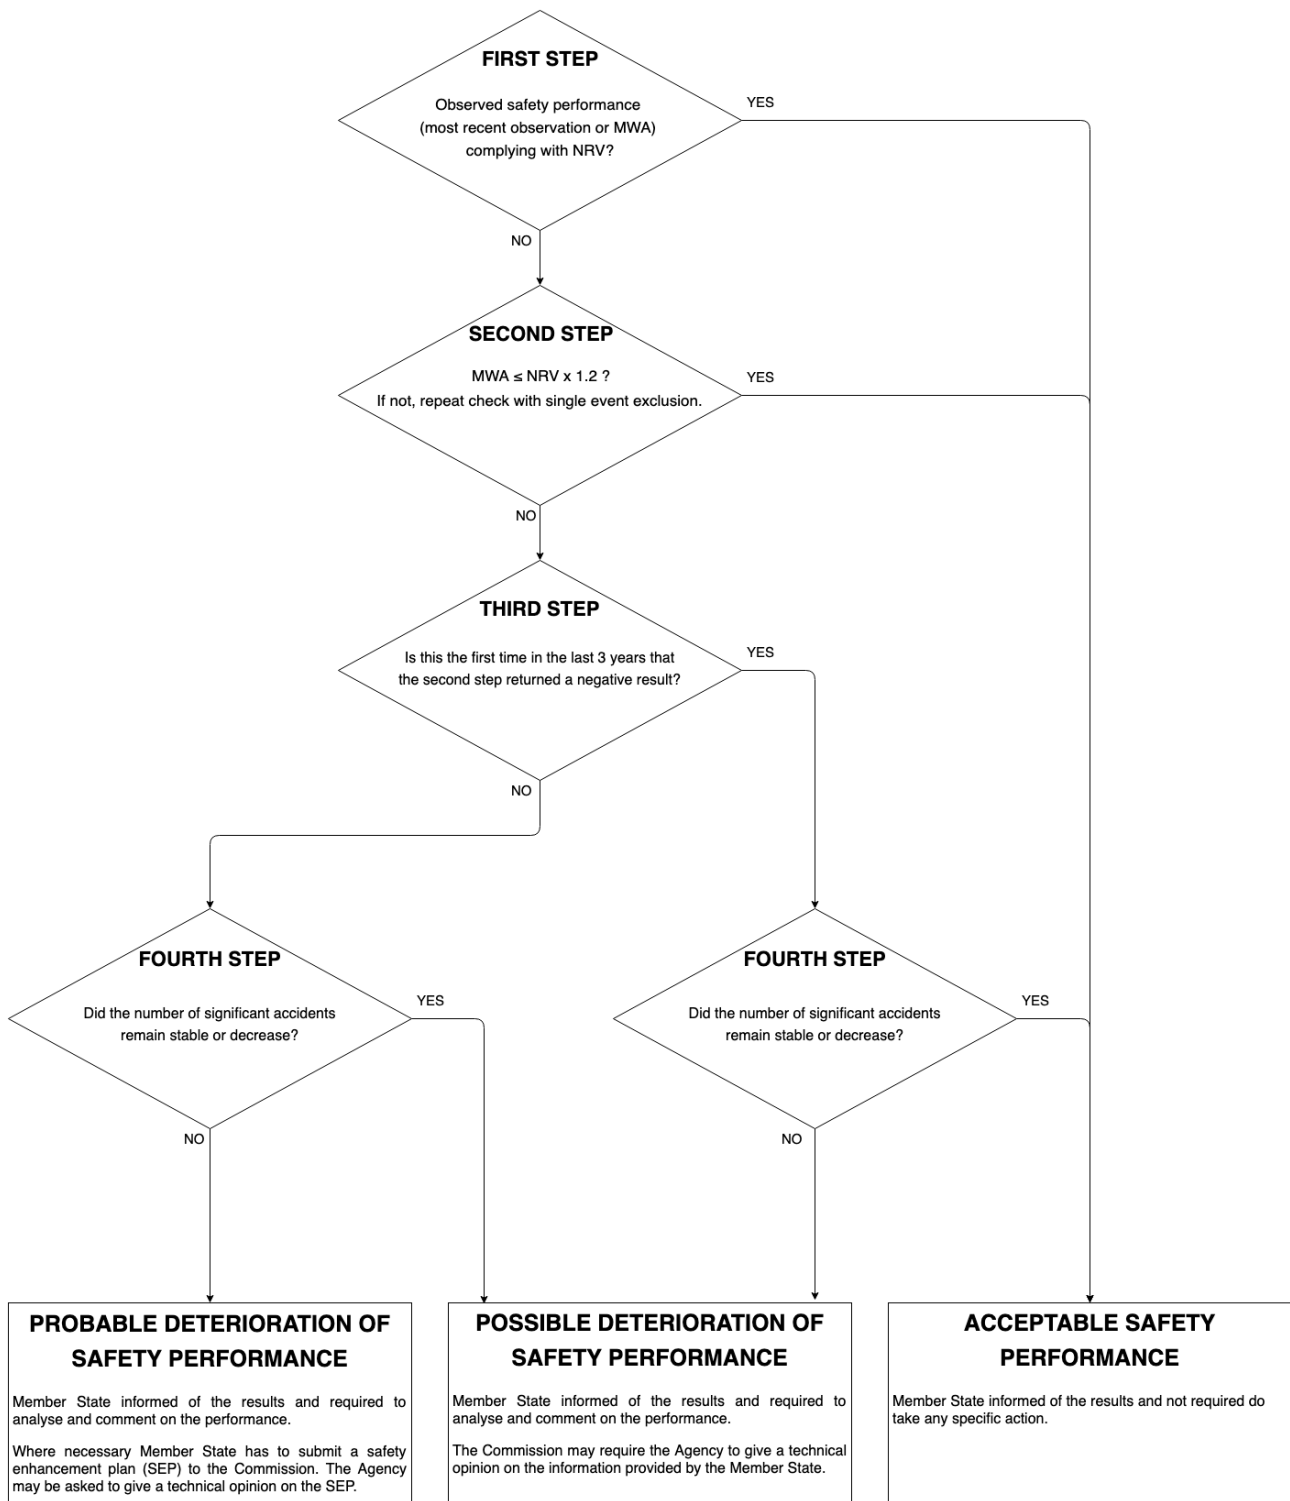 FIRST STEP
Observed safety performance
(most recent observation or MWA)
complying with NRV?
YES
NO
SECOND STEP
MWA ≤ NRV x 1.2 ?
If not, repeat check with single event exclusion.
YES
NO
THIRD STEP
Is this the first time in the last 3 years that
the second step returned a negative result?
YES
NO
FOURTH STEP
Did the number of significant accidents
remain stable or decrease?
YES
NO
FOURTH STEP
Did the number of significant accidents
remain stable or decrease?
YES
NO
PROBABLE DETERIORATION OF
SAFETY PERFORMANCE
Member State informed of the results and required to
analyse and comment on the performance.
Where necessary Member State has to submit a safety
enhancement plan (SEP) to the Commission. The Agency
may be asked to give a technical opinion on the SEP.
POSSIBLE DETERIORATION OF
SAFETY PERFORMANCE
Member State informed of the results and required to
analyse and comment on the performance.
The Commission may require the Agency to give a technical
opinion on the information provided by the Member State.
ACCEPTABLE SAFETY
PERFORMANCE
Member State informed of the results and not required do
take any specific action.